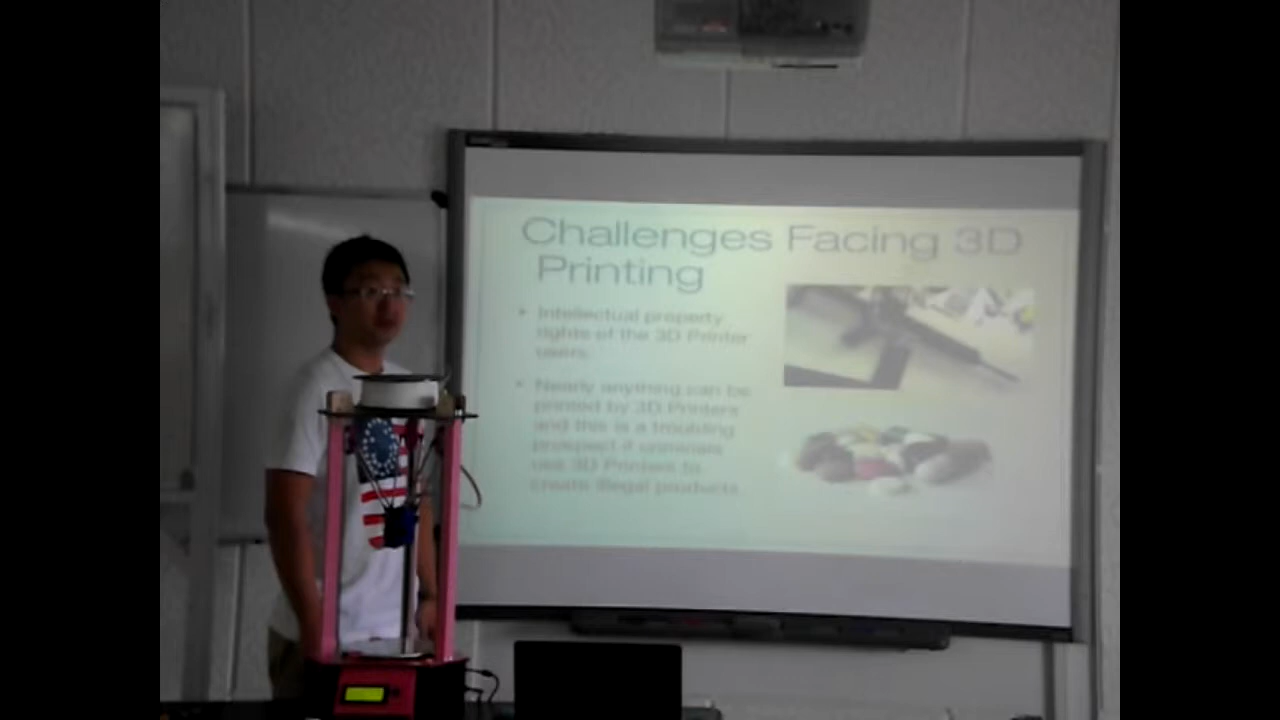 Challenges Facing 3D
Printing
• Intellectual property
rights of the 3D Printer
users.
• Nearly anything can be
printed by 3D Printers
and this is a troubling
prospect if criminals
use 3D Printers to
create illegal products.